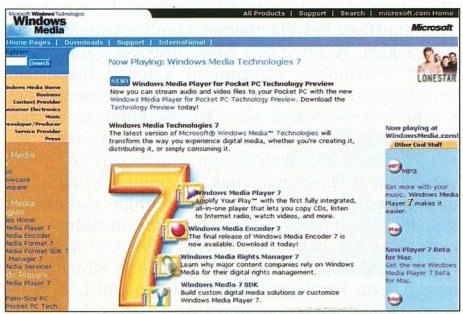 Microsoft Windows Technologies
Windows
Media
All Products | Support | Search | microsoft.com Home
Microsoft
Home Pages | Downloads | Support | International |
Search
Windows Media Home
Business
Content Provider
Consumer Electronics
Music
Developer/Producer
Service Provider
Press
Media
Showcase
Compare
Media Player 7
Media Encoder
Media Format 7
Media Format SDK
Manager 7
Media Services
Players
Media Player 7
Palm-Size PC
Pocket PC Tech
Now Playing: Windows Media Technologies 7
NEW! Windows Media Player for Pocket PC Technology Preview
Now you can stream audio and video files to your Pocket PC with the new
Windows Media Player for Pocket PC Technology Preview. Download the
Technology Preview today!
Windows Media Technologies 7
The latest version of Microsoft® Windows Media™ Technologies will
transform the way you experience digital media, whether you're creating it,
distributing it, or simply consuming it.
7
Windows Media Player 7
Amplify Your Play™ with the first fully integrated,
all-in-one player that lets you copy CDs, listen
to Internet radio, watch videos, and more.
Windows Media Encoder 7
The final release of Windows Media Encoder 7 is
now available. Download it today!
Windows Media Rights Manager 7
Learn why major content companies rely on Windows
Media for their digital rights management.
Windows Media 7 SDK
Build custom digital media solutions or customize
Windows Media Player 7.
LONESTAR
Now playing at
WindowsMedia.com!
Other Cool Stuff
MP3
MP3
Get more with your
music. Windows Media
Player 7 makes it
easier.
Mac
New Player 7 Beta
for Mac
Get the new Windows
Media Player 7 Beta
for Mac.
Solaris